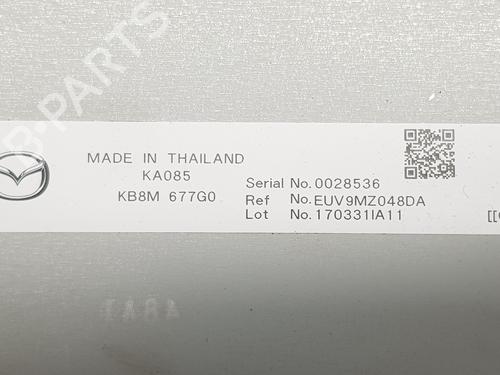 B-PARTS
MADE IN THAILAND
KA085
KB8M 677G0
Serial No. 0028536
Ref No. EUV9MZ048DA
Lot No. 170331IA11